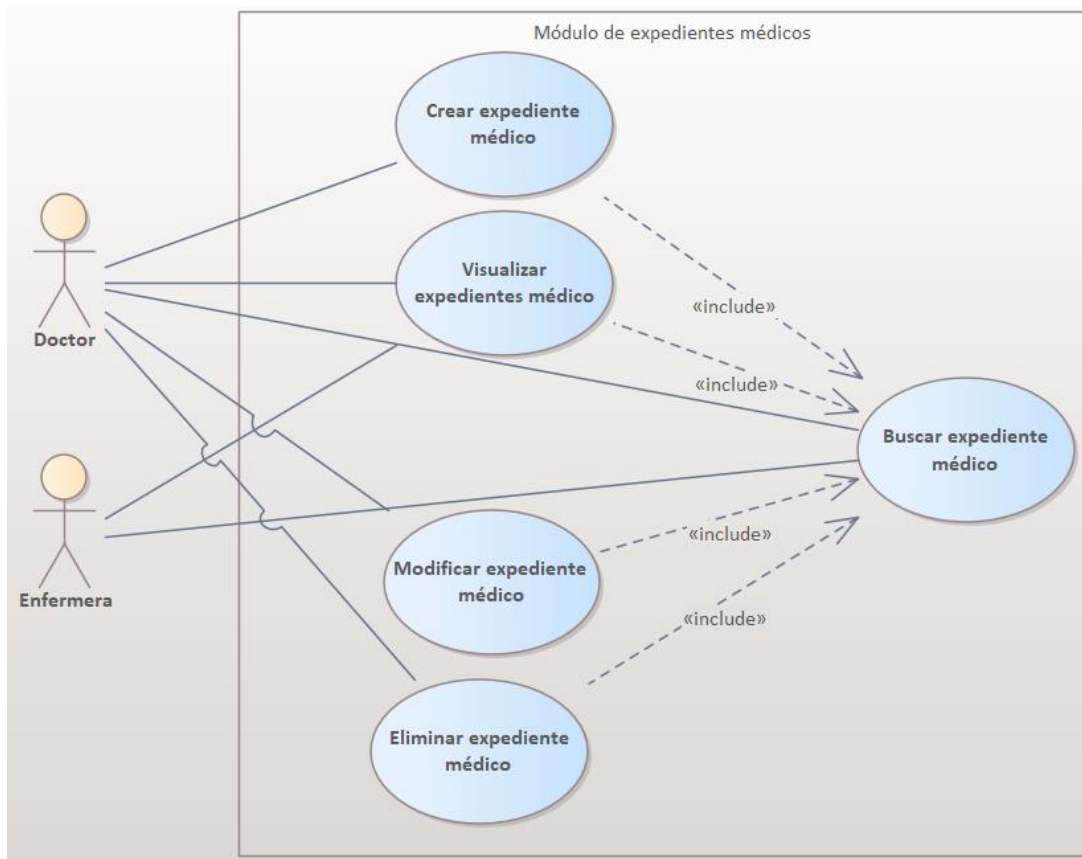 Módulo de expedientes médicos
Crear expediente
médico
Visualizar
expedientes médico
Doctor
«include»
«include»
Buscar expediente
médico
Enfermera
Modificar expediente
médico
«include»
«include»
Eliminar expediente
médico